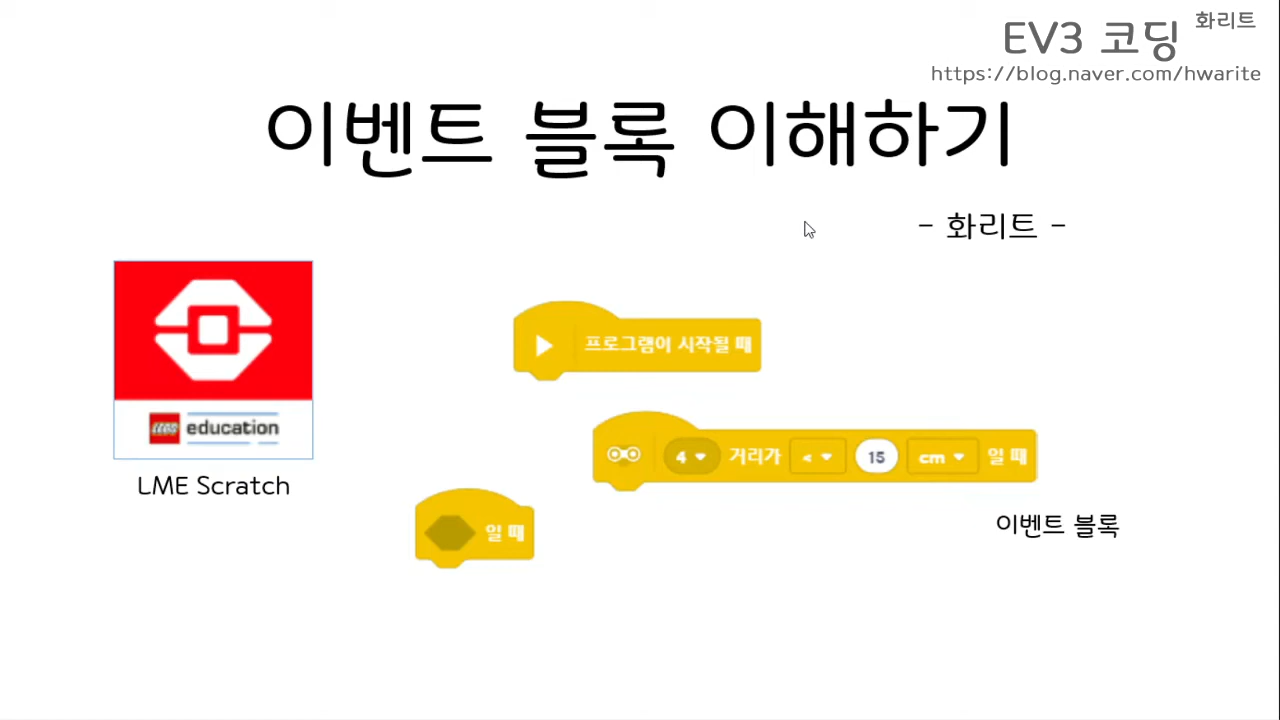 화리트
EV3 코딩
https://blog.naver.com/hwarite
이벤트 블록 이해하기
- 화리트 -
프로그램이 시작될 때
4 거리가 < 15 cm 일 때
LEGO education
LME Scratch
일 때
이벤트 블록